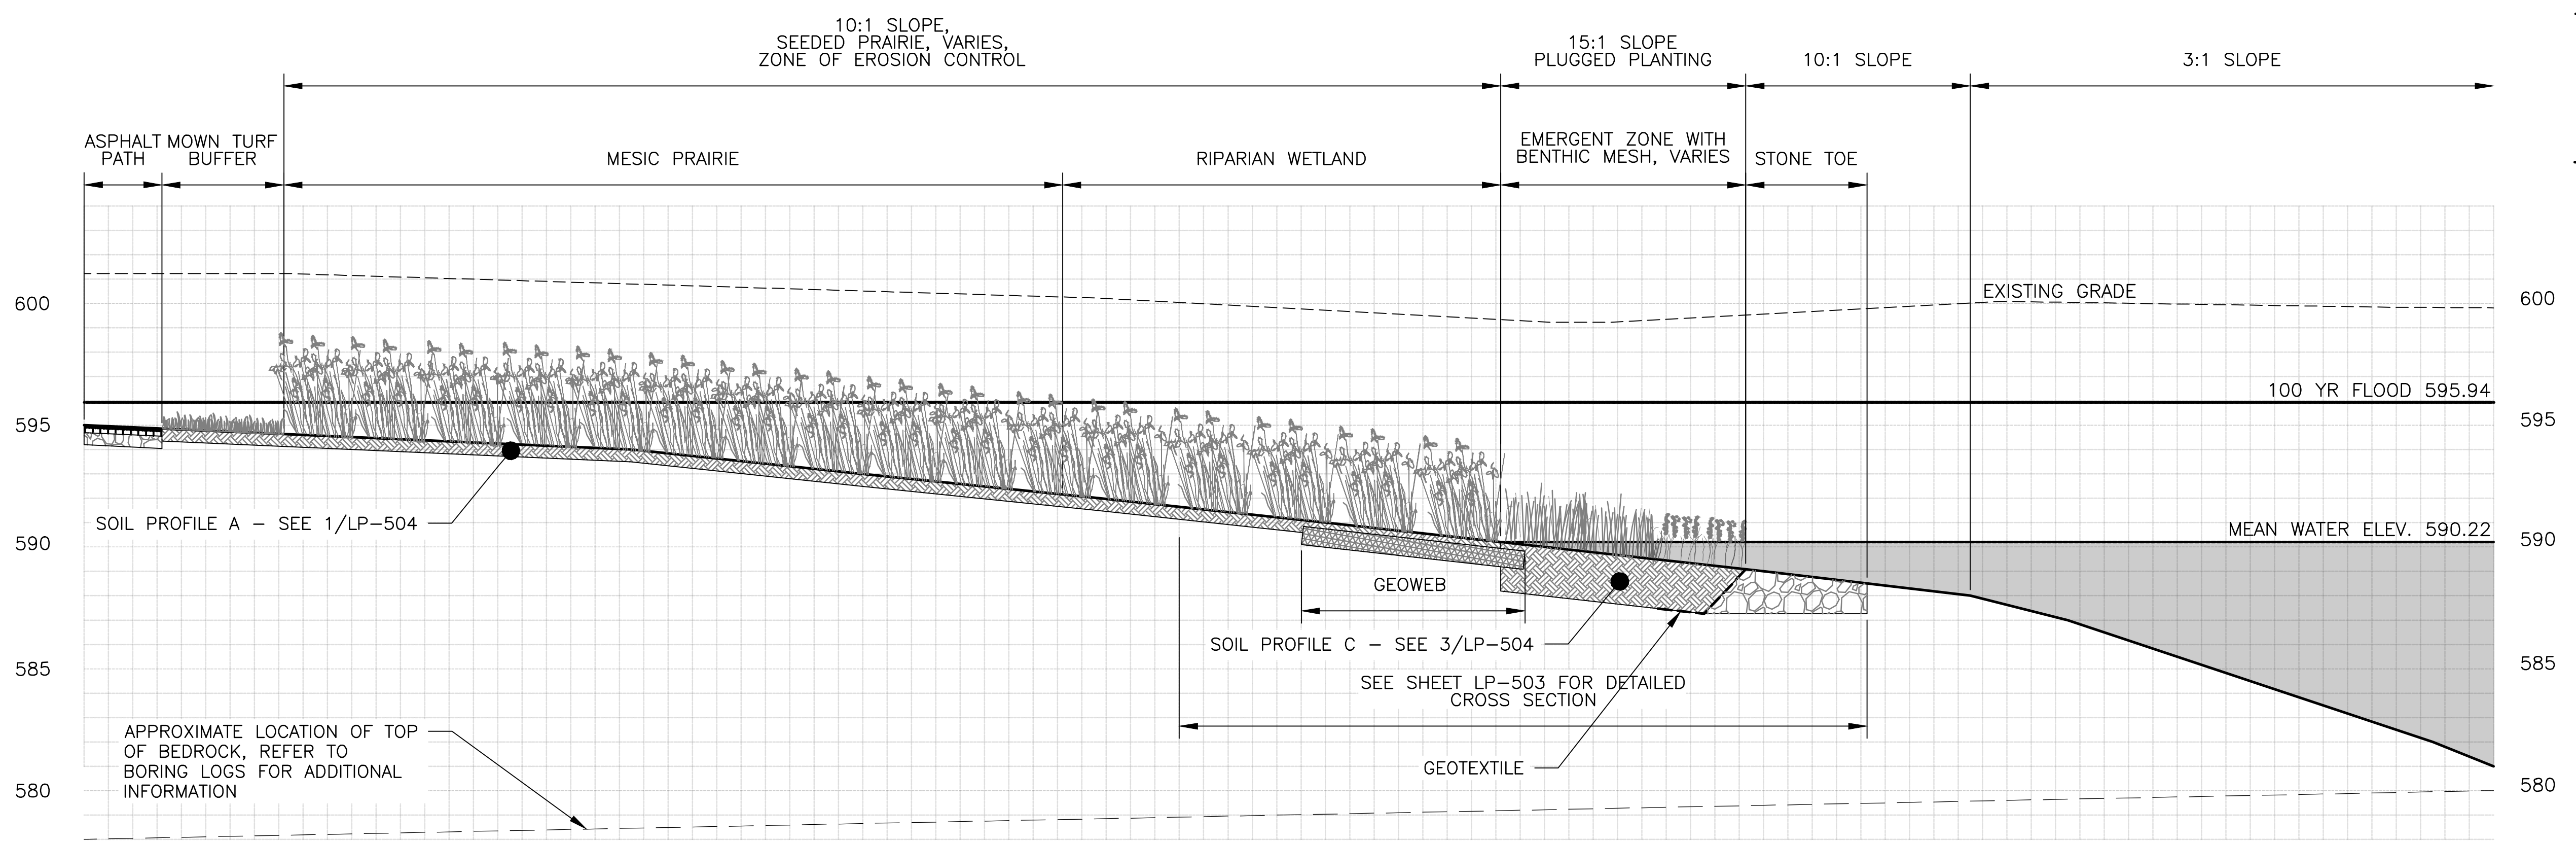 10:1 SLOPE,
SEEDED PRAIRIE, VARIES,
ZONE OF EROSION CONTROL
15:1 SLOPE
PLUGGED PLANTING
10:1 SLOPE
3:1 SLOPE
ASPHALT
PATH
MOWN TURF
BUFFER
MESIC PRAIRIE
RIPARIAN WETLAND
EMERGENT ZONE WITH
BENTHIC MESH, VARIES
STONE TOE
EXISTING GRADE
600
600
100 YR FLOOD 595.94
595
595
SOIL PROFILE A - SEE 1/LP-504
MEAN WATER ELEV. 590.22
590
590
GEOWEB
SOIL PROFILE C - SEE 3/LP-504
585
585
SEE SHEET LP-503 FOR DETAILED
CROSS SECTION
APPROXIMATE LOCATION OF TOP
OF BEDROCK, REFER TO
BORING LOGS FOR ADDITIONAL
INFORMATION
GEOTEXTILE
580
580